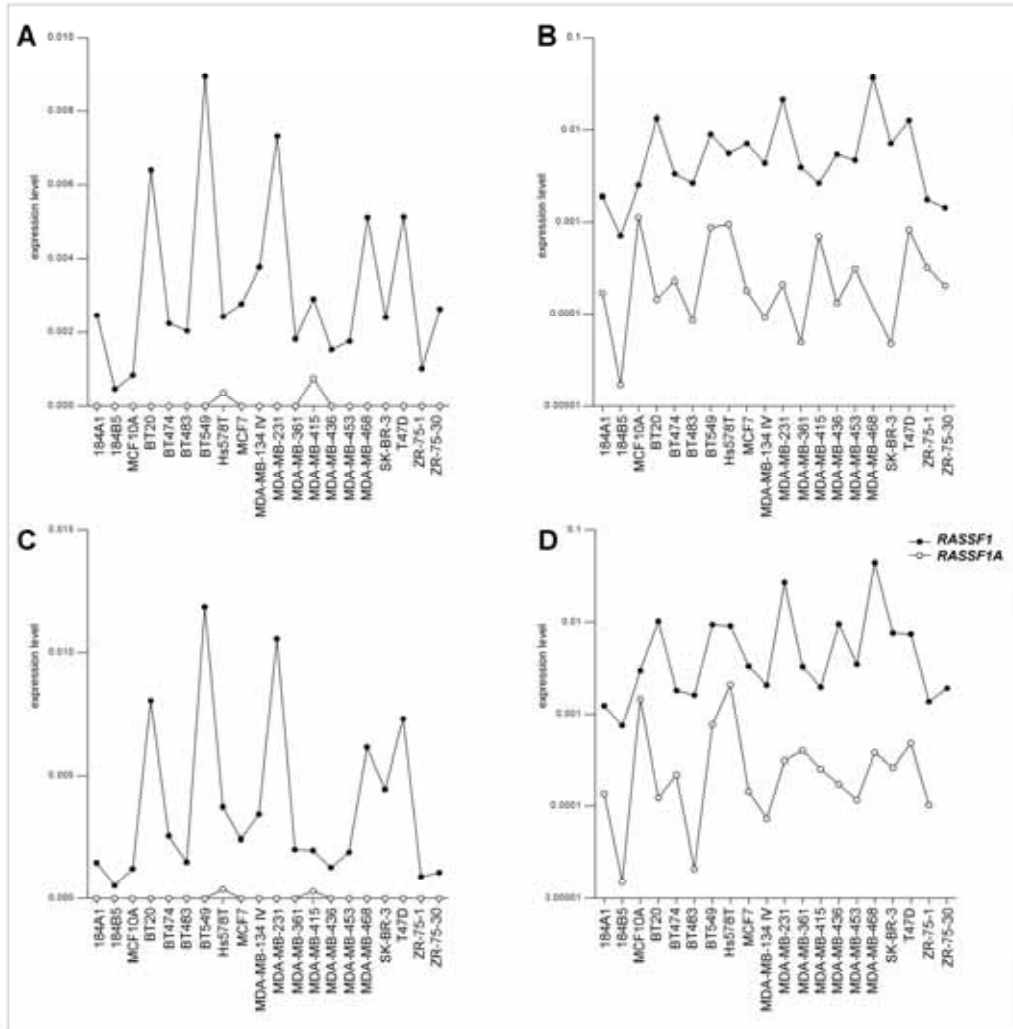 A
0.010
0.008
0.006
0.004
0.002
0.000
expression level
184A1
184B5
MCF10A
BT20
BT474
BT483
BT549
Hs578T
MCF7
MDA-MB-134 IV
MDA-MB-231
MDA-MB-361
MDA-MB-415
MDA-MB-436
MDA-MB-453
MDA-MB-468
SK-BR-3
T47D
ZR-75-1
ZR-75-30
B
0.1
0.01
0.001
0.0001
0.00001
expression level
184A1
184B5
MCF10A
BT20
BT474
BT483
BT549
Hs578T
MCF7
MDA-MB-134 IV
MDA-MB-231
MDA-MB-361
MDA-MB-415
MDA-MB-436
MDA-MB-453
MDA-MB-468
SK-BR-3
T47D
ZR-75-1
ZR-75-30
C
0.015
0.010
0.005
0.000
expression level
184A1
184B5
MCF10A
BT20
BT474
BT483
BT549
Hs578T
MCF7
MDA-MB-134 IV
MDA-MB-231
MDA-MB-361
MDA-MB-415
MDA-MB-436
MDA-MB-453
MDA-MB-468
SK-BR-3
T47D
ZR-75-1
ZR-75-30
D
RASSF1
RASSF1A
0.1
0.01
0.001
0.0001
0.00001
expression level
184A1
184B5
MCF10A
BT20
BT474
BT483
BT549
Hs578T
MCF7
MDA-MB-134 IV
MDA-MB-231
MDA-MB-361
MDA-MB-415
MDA-MB-436
MDA-MB-453
MDA-MB-468
SK-BR-3
T47D
ZR-75-1
ZR-75-30